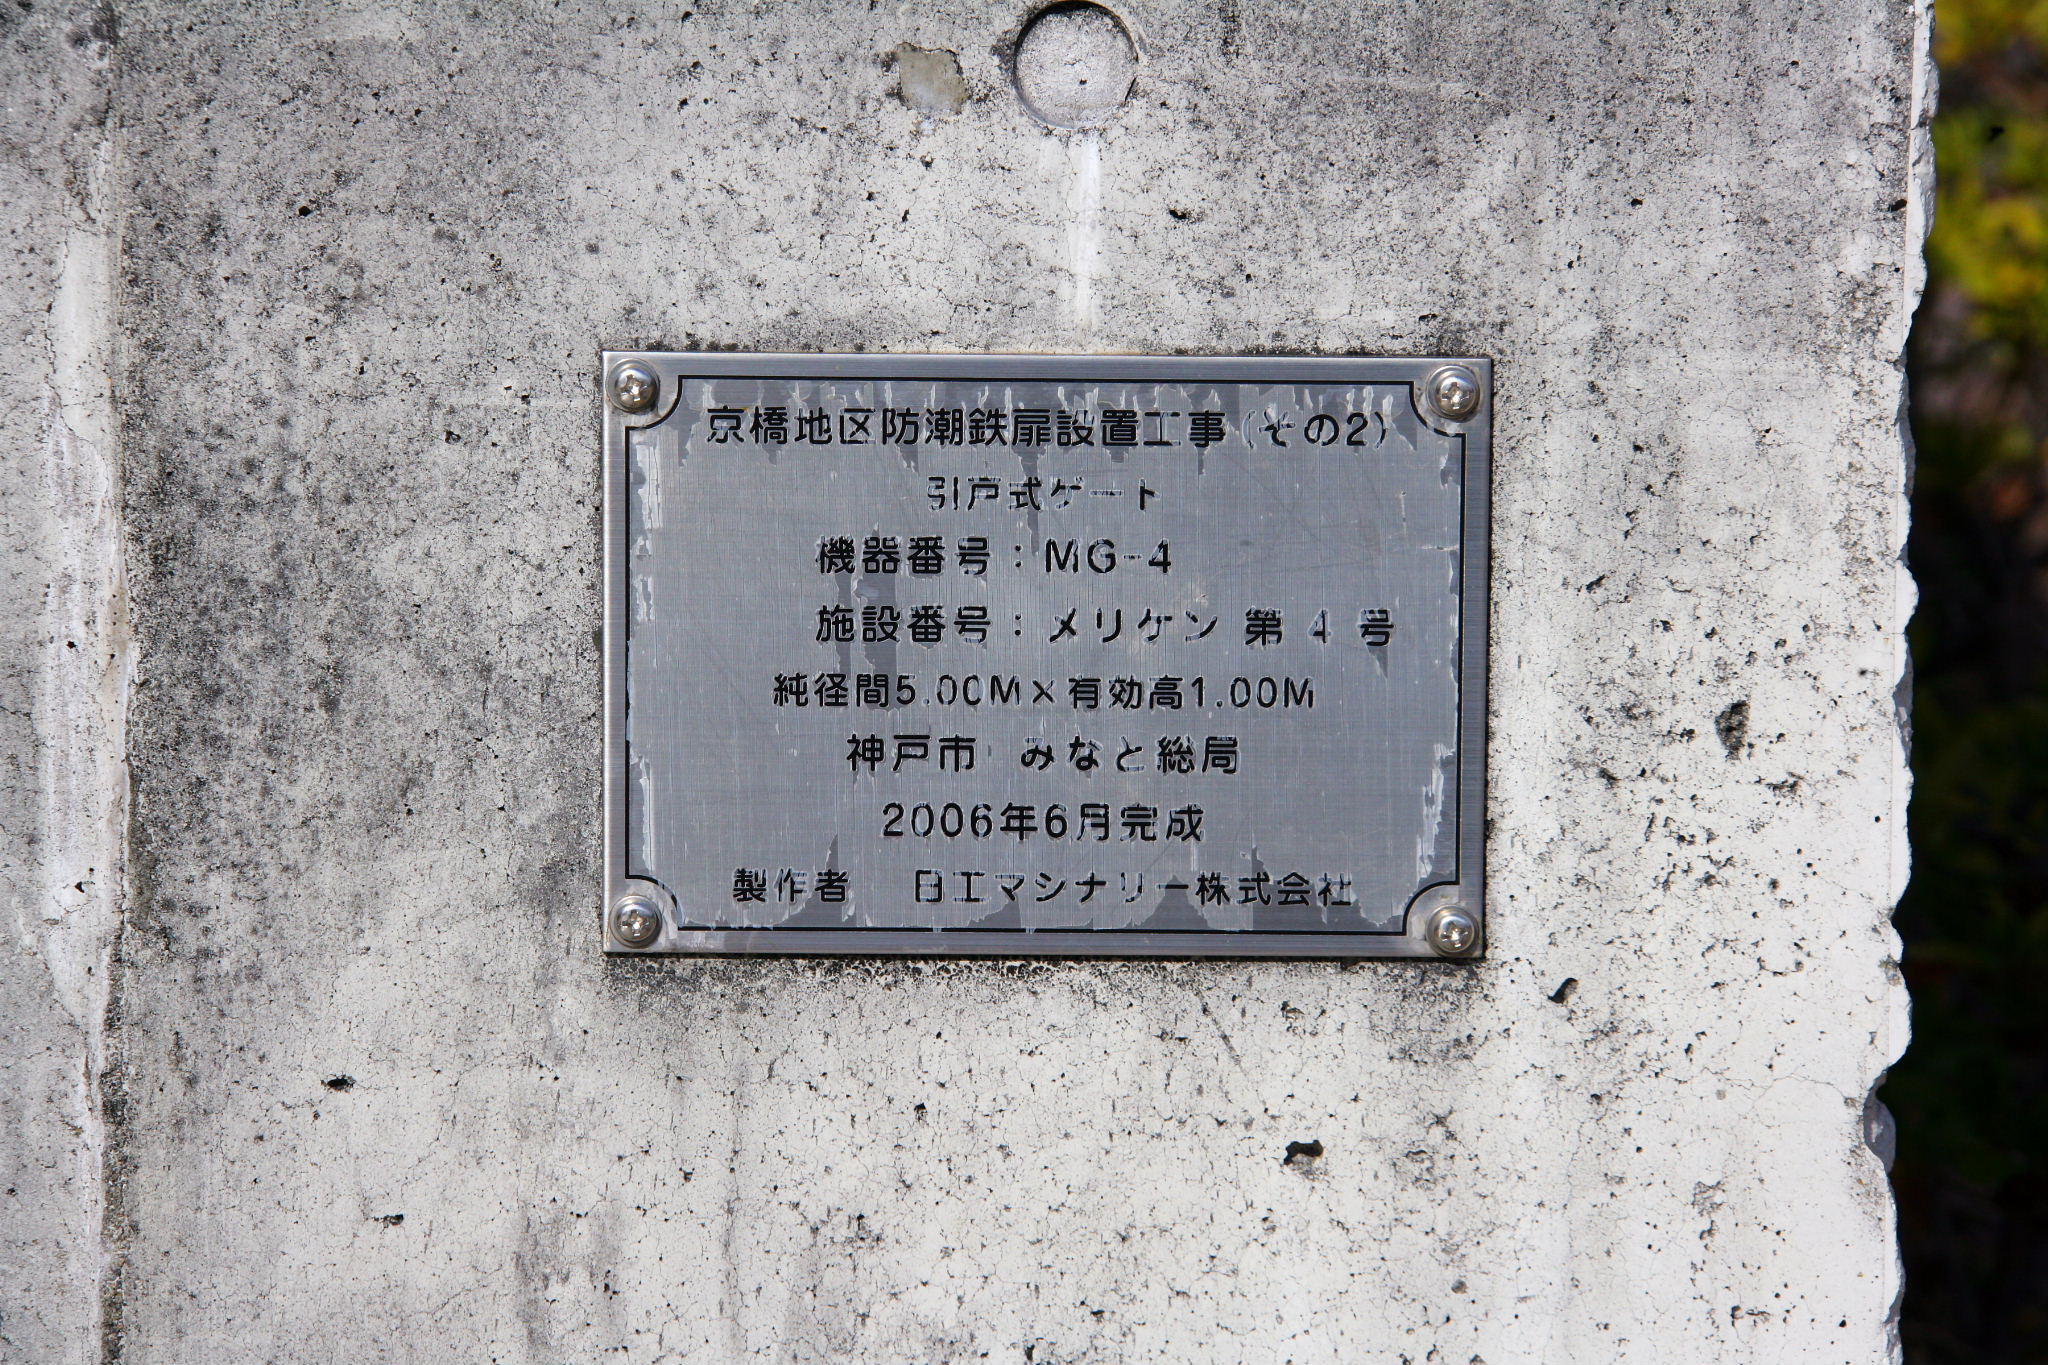 京橋地区防潮鉄扉設置工事(その2)
引戸式ゲート
機器番号：MG-4
施設番号：メリケン 第 4 号
純径間5.00M×有効高1.00M
神戸市 みなと総局
2006年6月完成
製作者 日工マシナリー株式会社